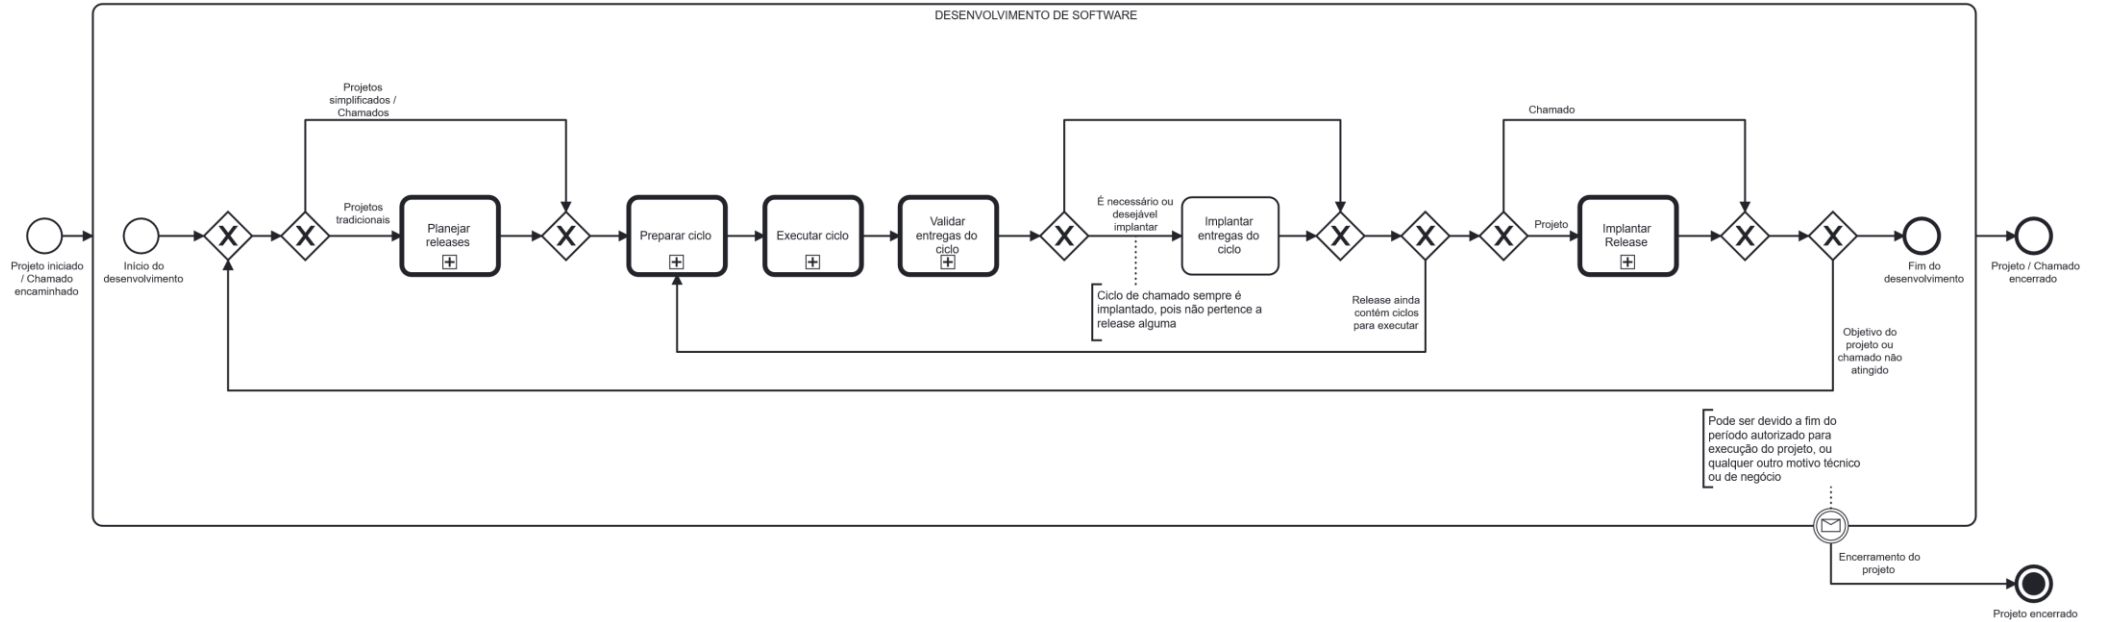 DESENVOLVIMENTO DE SOFTWARE
Projetos
simplificados /
Chamados
Chamado
Projeto iniciado
/ Chamado
encaminhado
Início do
desenvolvimento
X
X
Projetos
tradicionais
Planejar
releases
X
Preparar ciclo
Executar ciclo
Validar
entregas do
ciclo
X
É necessário ou
desejável
implantar
Implantar
entregas do
ciclo
X
X
X
Projeto
Implantar
Release
X
X
Fim do
desenvolvimento
Projeto / Chamado
encerrado
Ciclo de chamado sempre é
implantado, pois não pertence a
release alguma
Release ainda
contém ciclos
para executar
Objetivo do
projeto ou
chamado não
atingido
Pode ser devido a fim do
período autorizado para
execução do projeto, ou
qualquer outro motivo técnico
ou de negócio
Encerramento do
projeto
Projeto encerrado